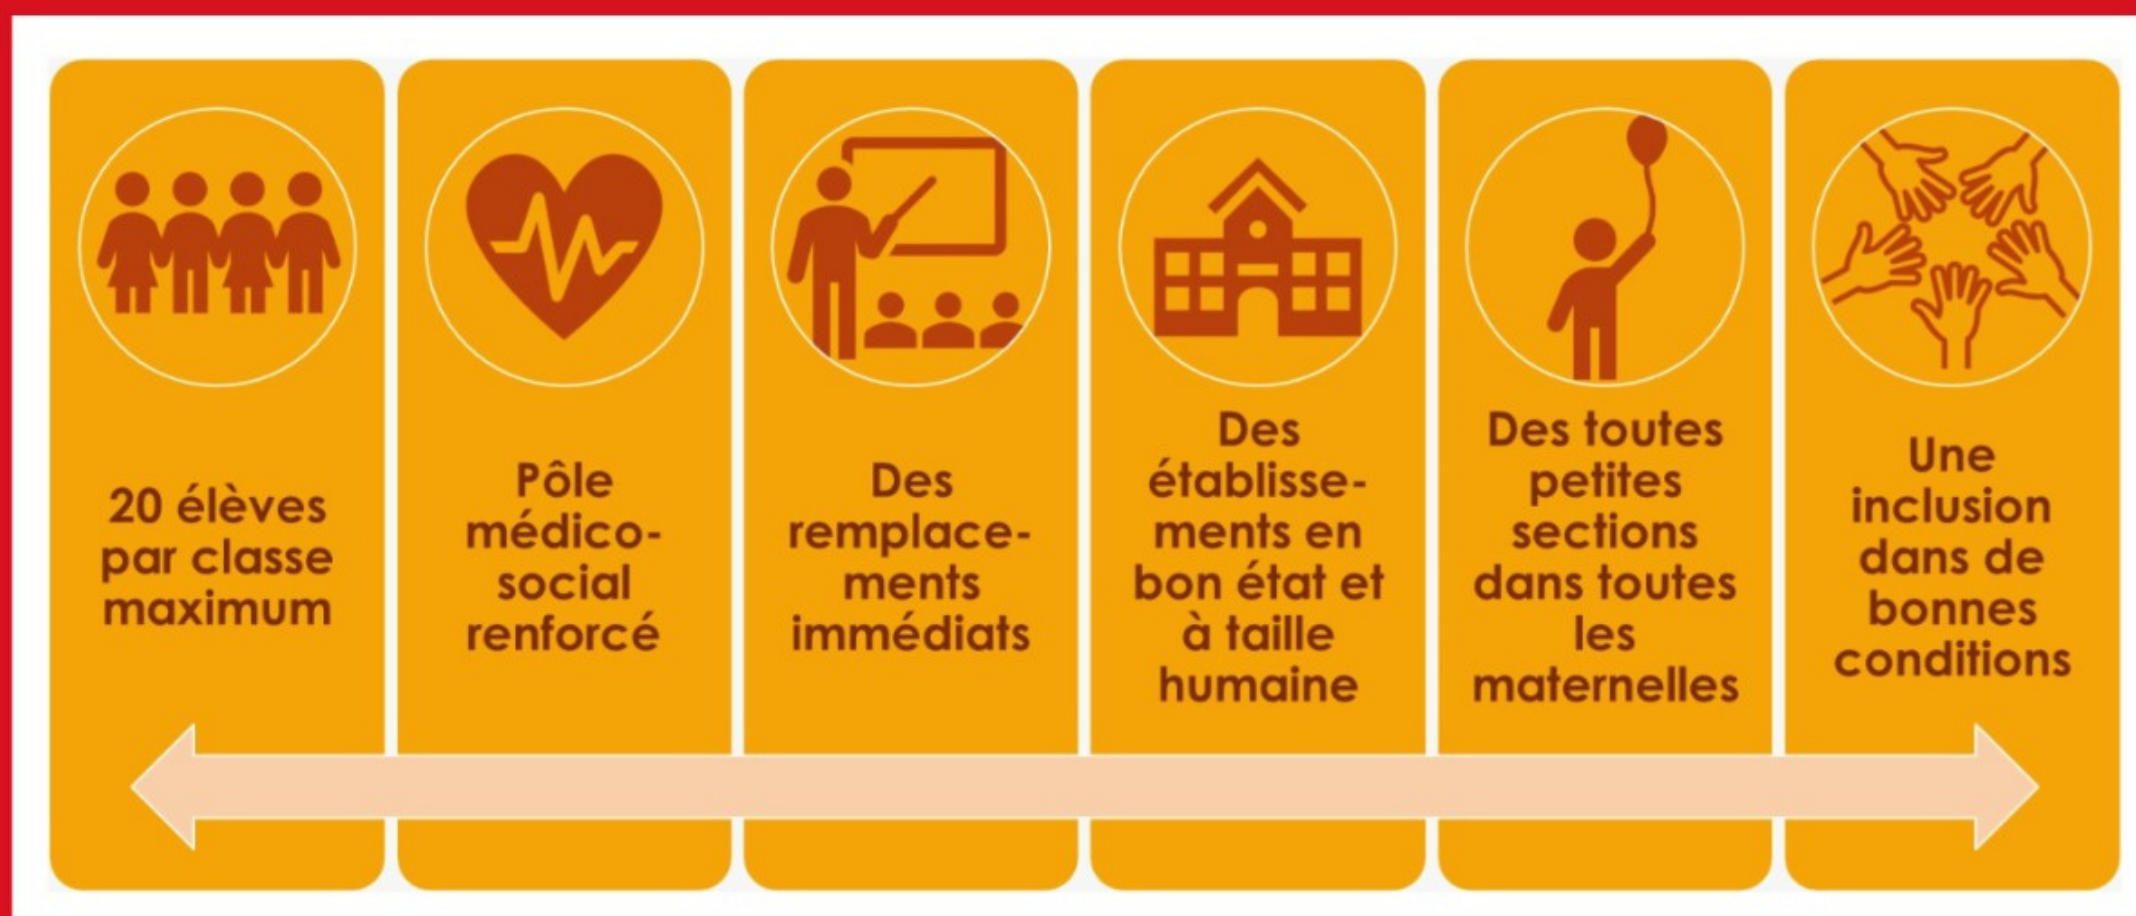 20 élèves
par classe
maximum
Pôle
médico-
social
renforcé
Des
remplace-
ments
immédiats
Des
établisse-
ments en
bon état et
à taille
humaine
Des toutes
petites
sections
dans toutes
les
maternelles
Une
inclusion
dans de
bonnes
conditions